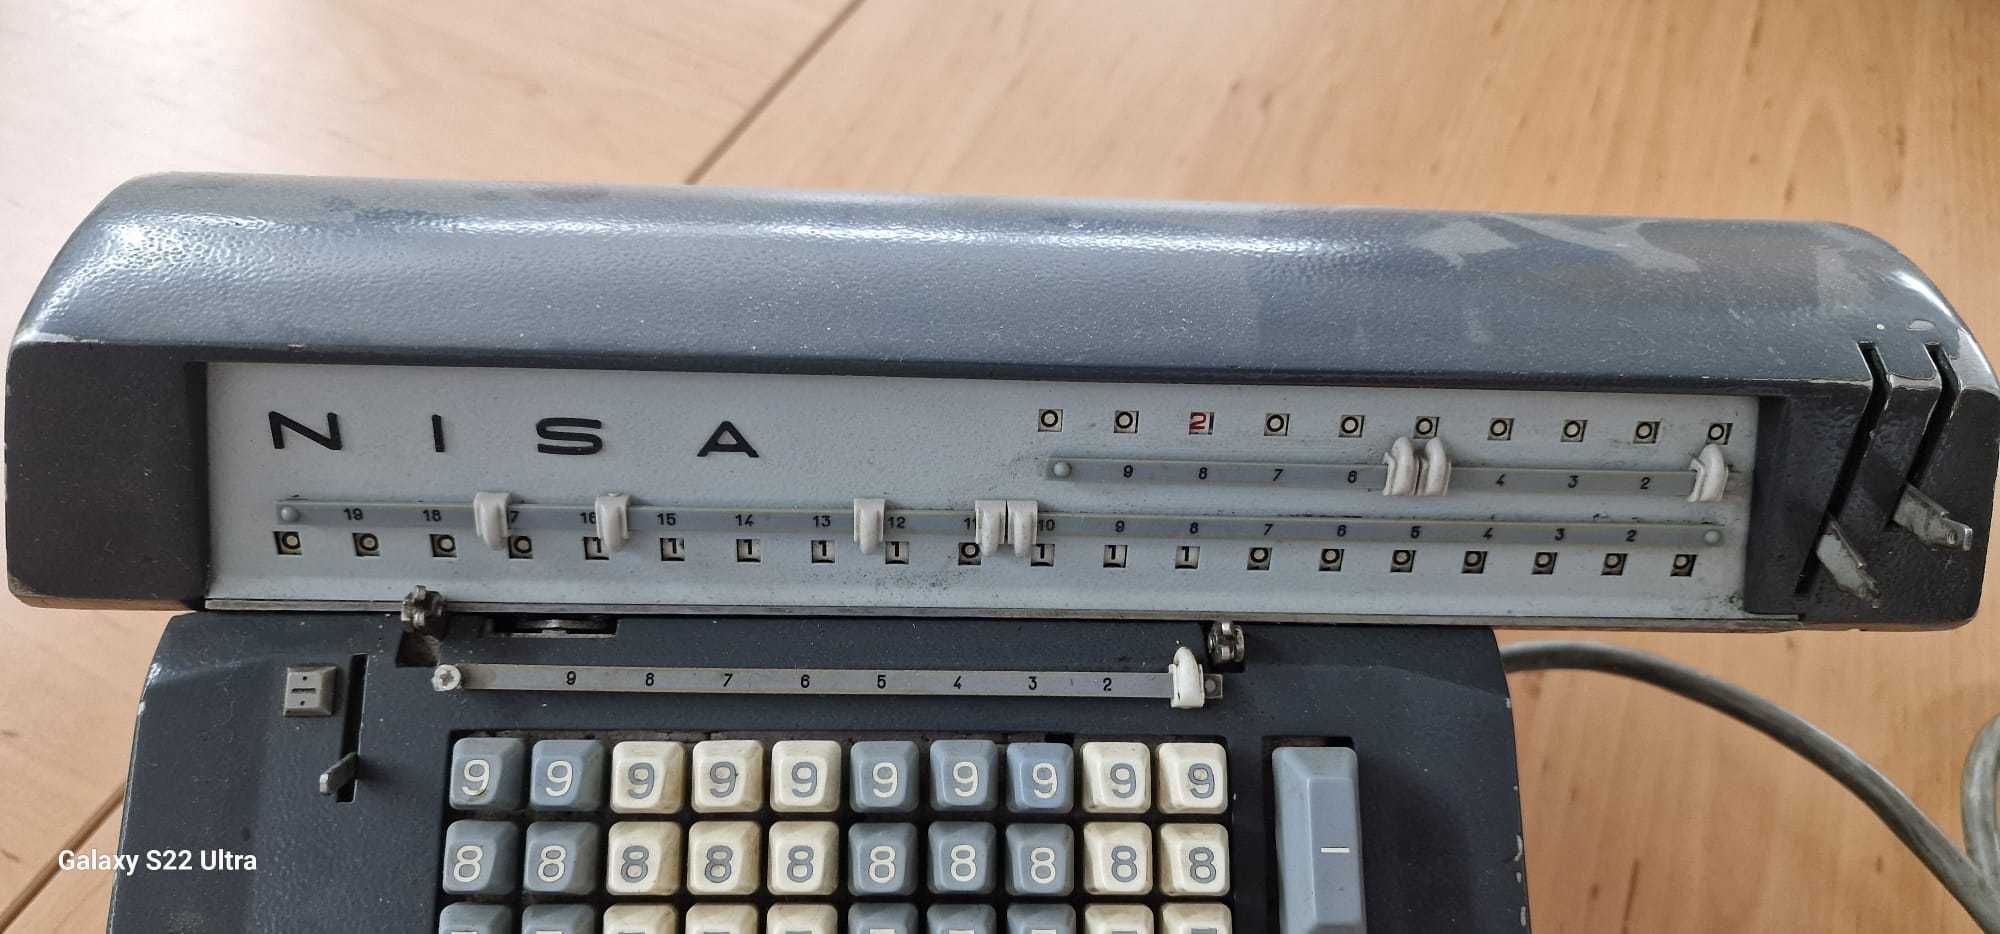 NISA
0 0 2 0 0 0 0 0 0 0
9 8 7 6 4 3 2
19 18 17 16 15 14 13 12 11 10 9 8 7 6 5 4 3 2
0 0 0 0 1 1 1 1 1 0 1 1 1 0 0 0 0 0 0 0
9 8 7 6 5 4 3 2
9 9 9 9 9 9 9 9 9 9
8 8 8 8 8 8 8 8 8 8
Galaxy S22 Ultra